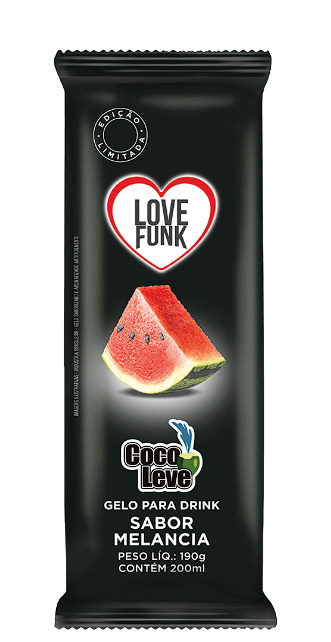 EDIÇÃO
LIMITADA
LOVE
FUNK
Coco
Leve
GELO PARA DRINK
SABOR
MELANCIA
PESO LÍQ.: 190g
CONTÉM 200ml